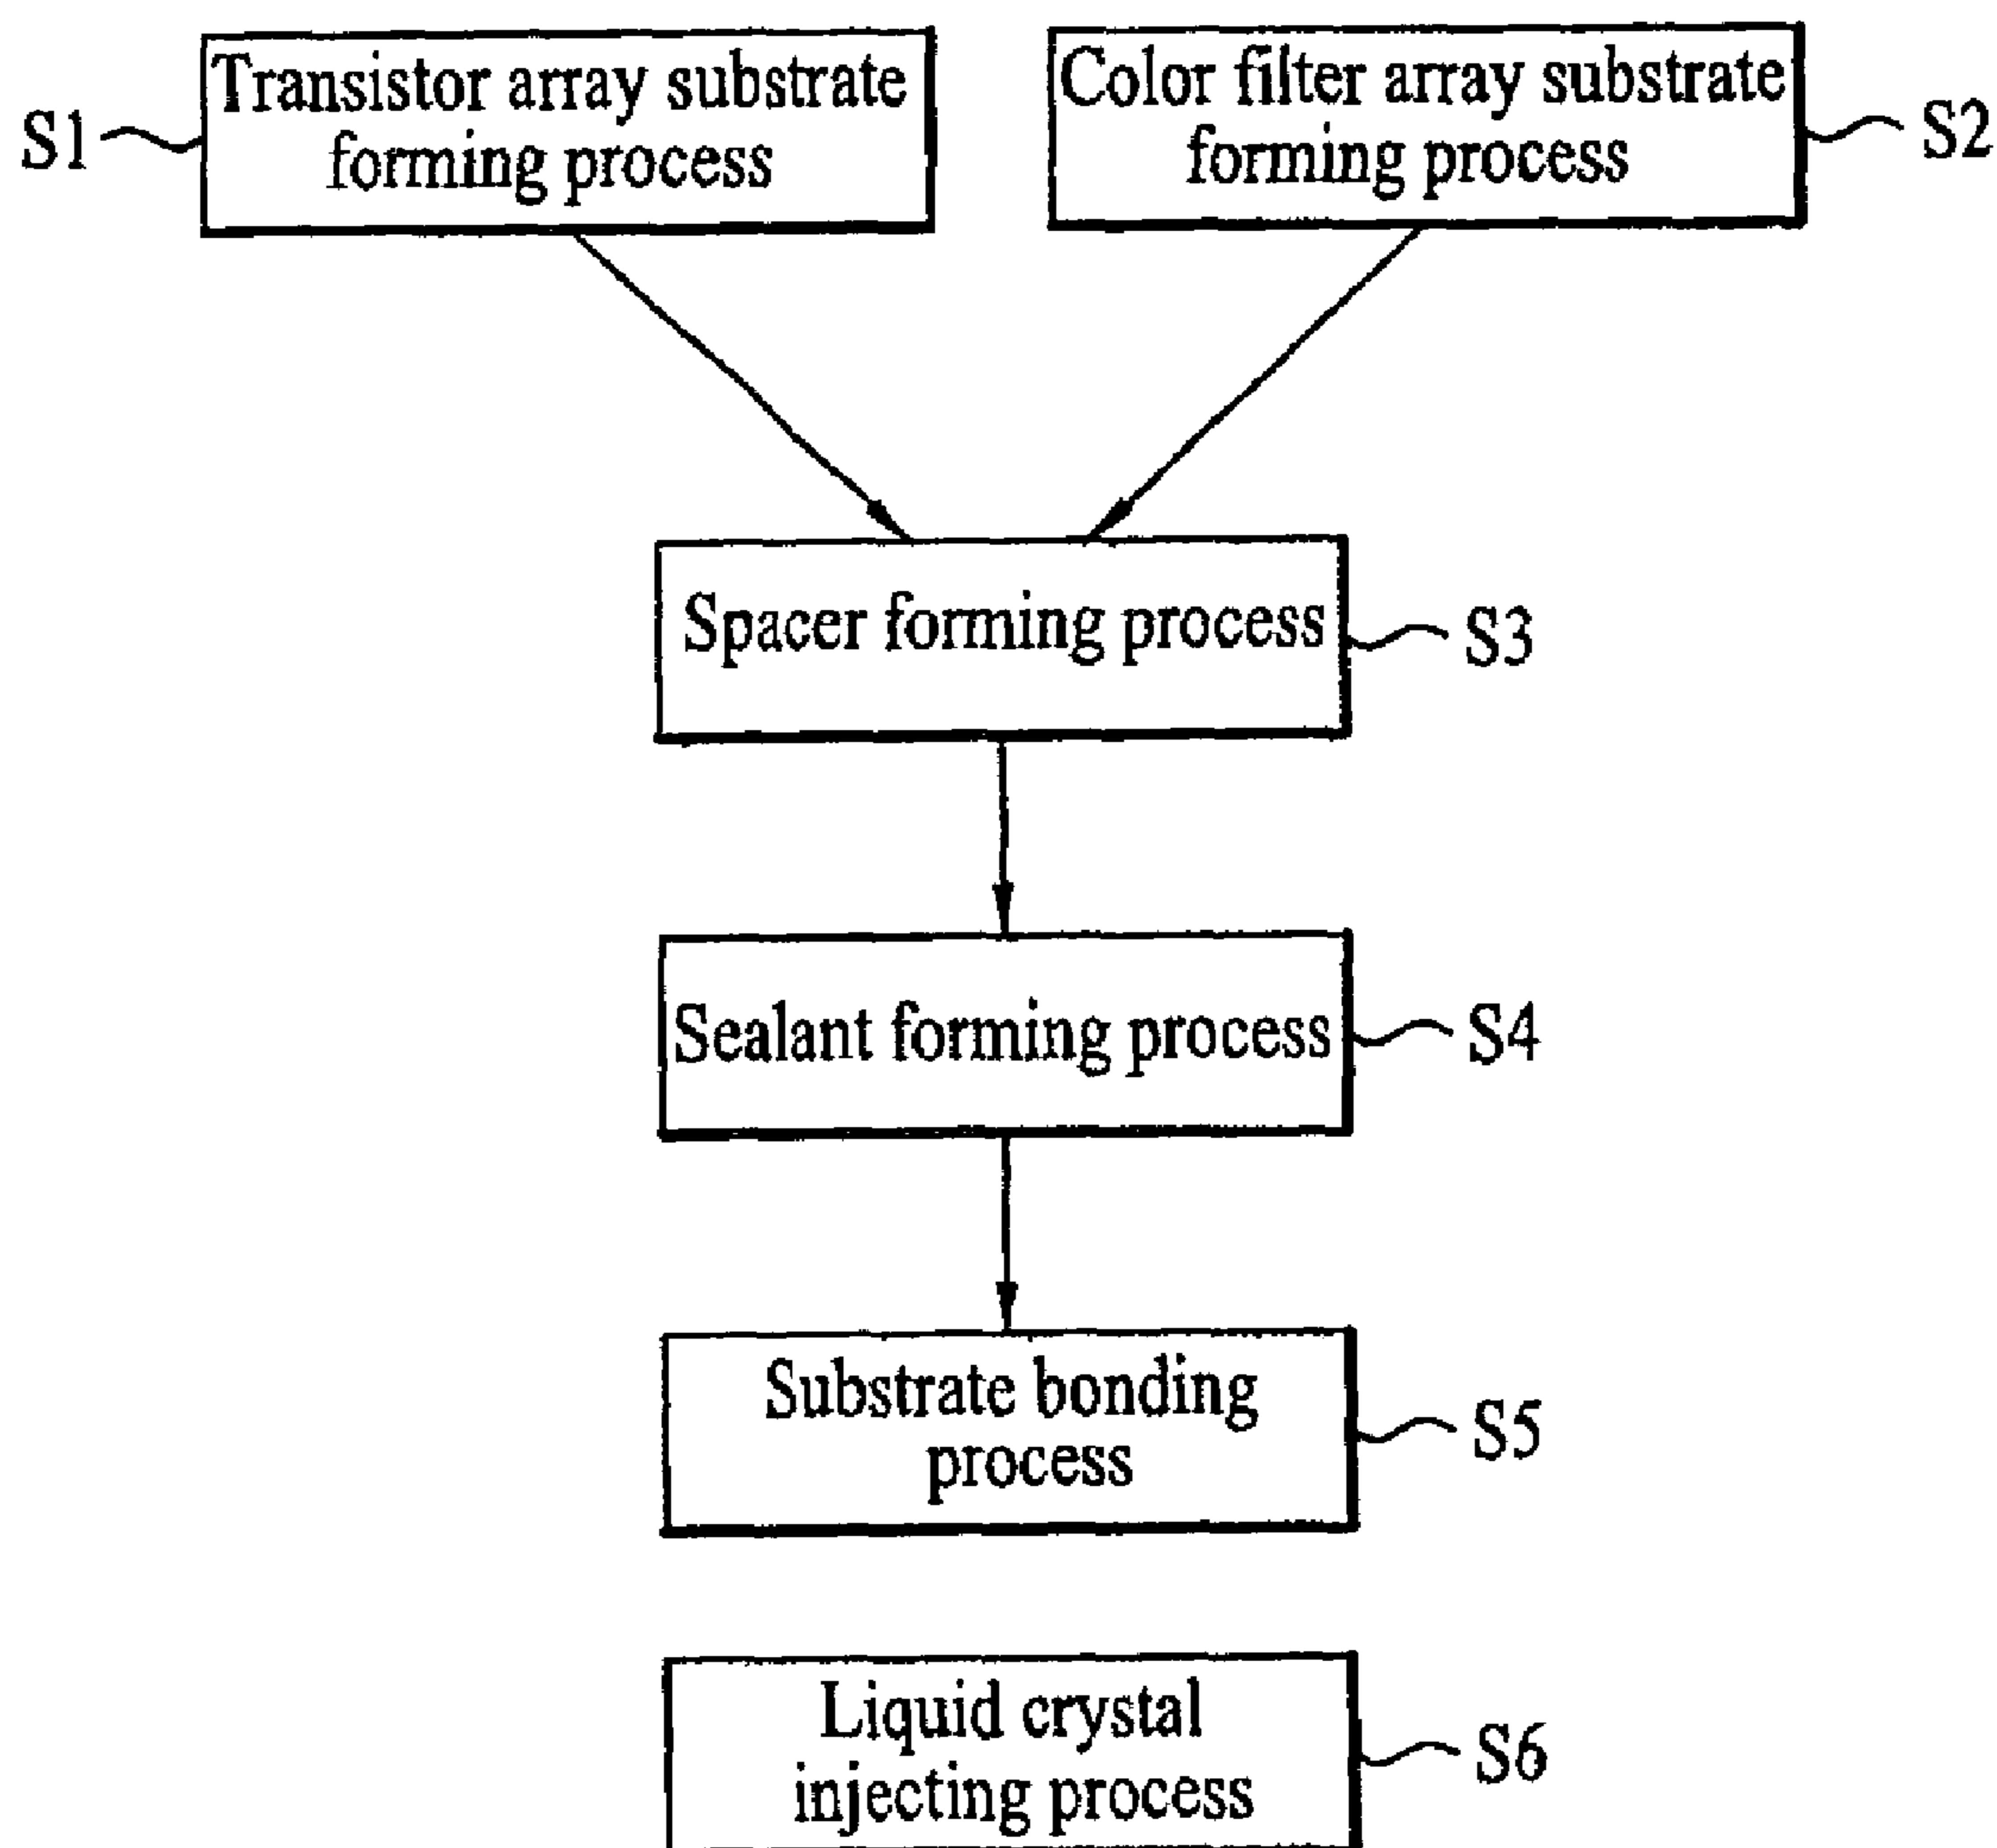 Transistor array substrate
forming process
S1
Color filter array substrate
forming process
S2
Spacer forming process
S3
Sealant forming process
S4
Substrate bonding
process
S5
Liquid crystal
injecting process
S6